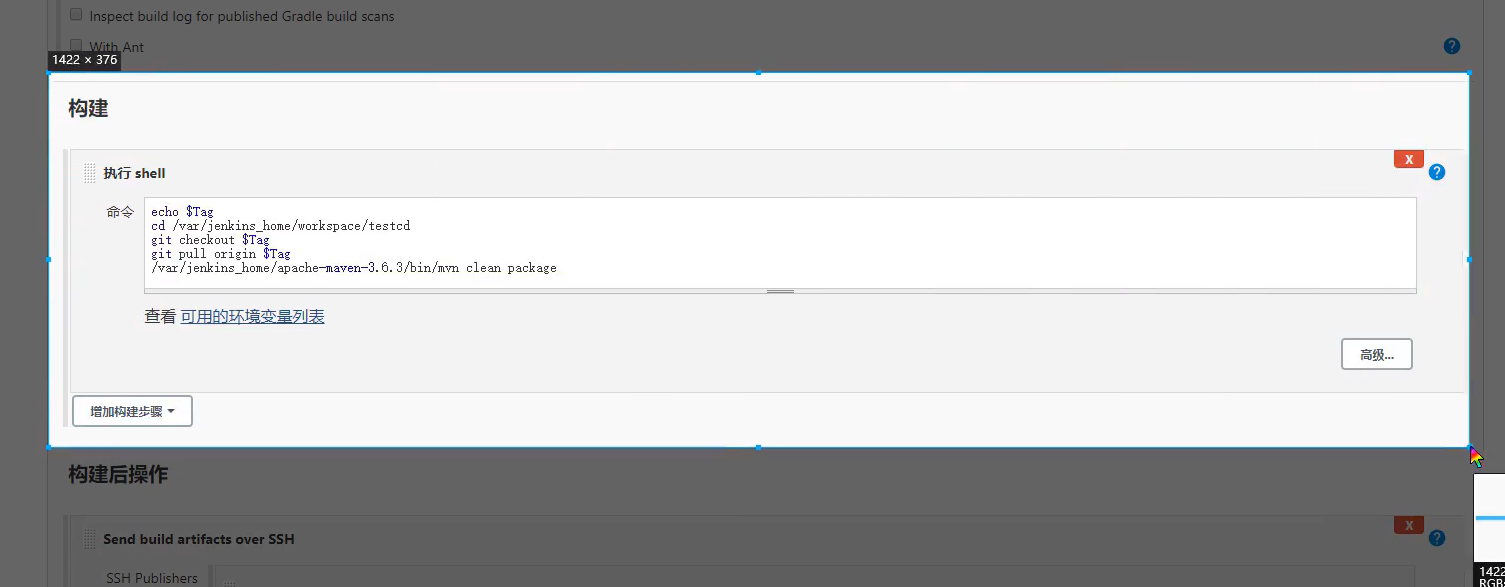 Inspect build log for published Gradle build scans
With Ant
?
1422 × 376
构建
执行 shell
X
?
命令
echo $Tag
cd /var/jenkins_home/workspace/testcd
git checkout $Tag
git pull origin $Tag
/var/jenkins_home/apache-maven-3.6.3/bin/mvn clean package
查看 可用的环境变量列表
高级...
增加构建步骤
构建后操作
Send build artifacts over SSH
X
?
SSH Publishers
1422
RGB